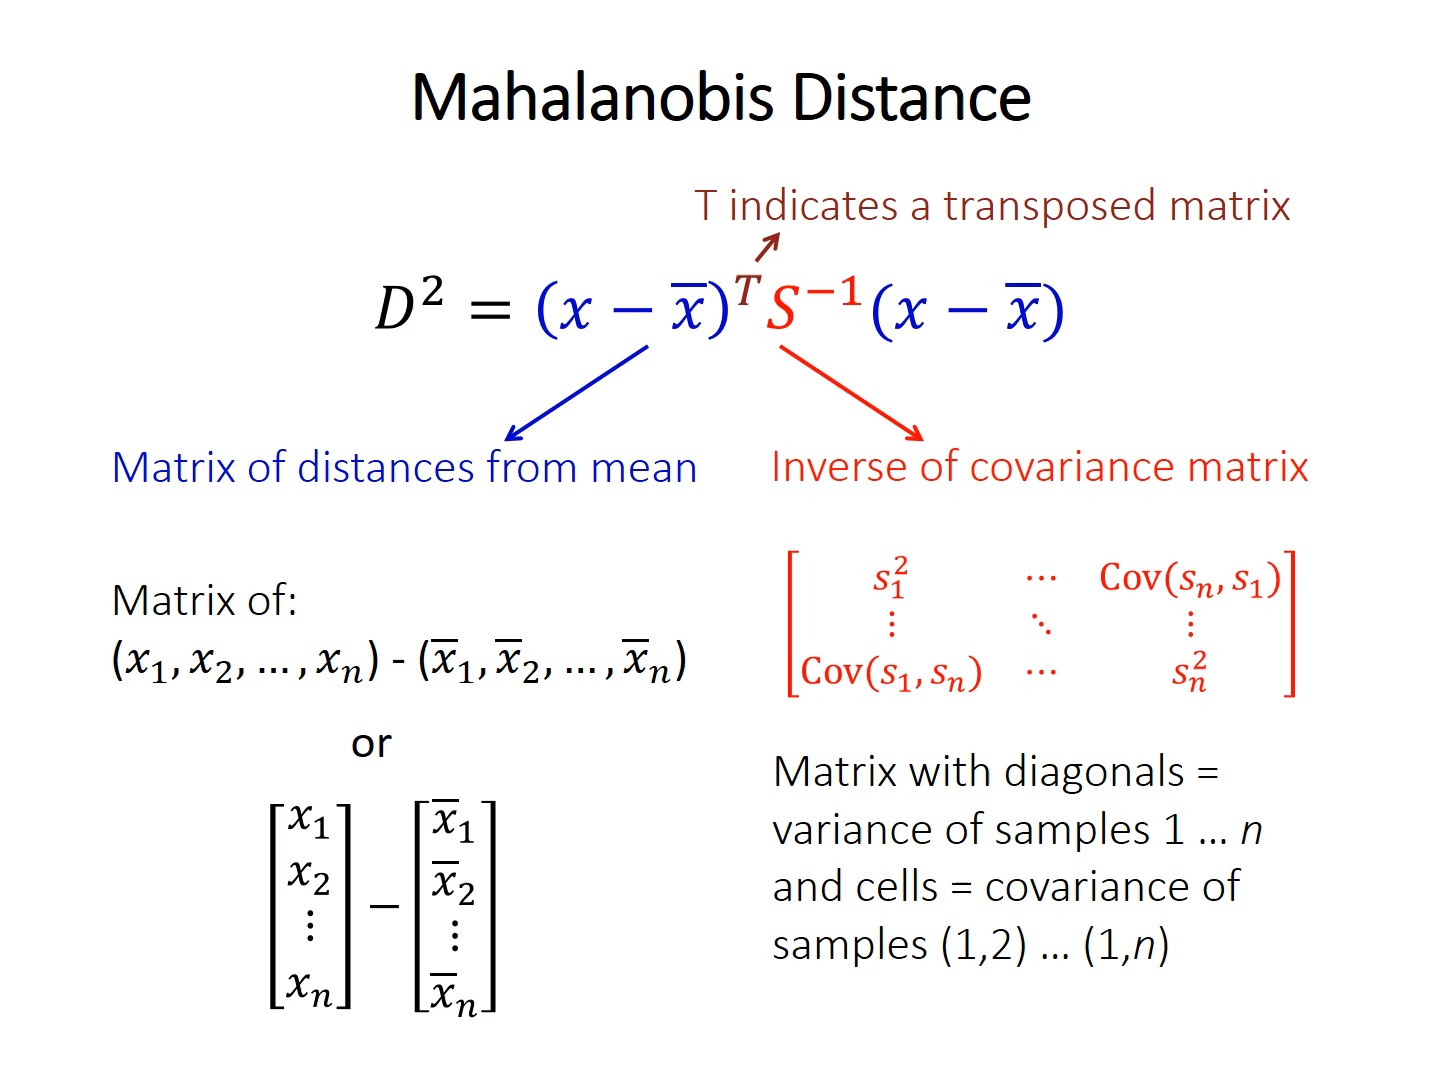 Mahalanobis Distance
T indicates a transposed matrix
D² = (x − x̅)ᵀS⁻¹(x − x̅)
Matrix of distances from mean
Inverse of covariance matrix
Matrix of:
(x₁, x₂, … , xₙ) - (x̅₁, x̅₂, … , x̅ₙ)
or
[x₁ x₂ ⋮ xₙ] − [x̅₁ x̅₂ ⋮ x̅ₙ]
s₁² ⋯ Cov(sₙ, s₁)
⋮ ⋱ ⋮
Cov(s₁, sₙ) ⋯ sₙ²
Matrix with diagonals =
variance of samples 1 … n
and cells = covariance of
samples (1,2) … (1,n)